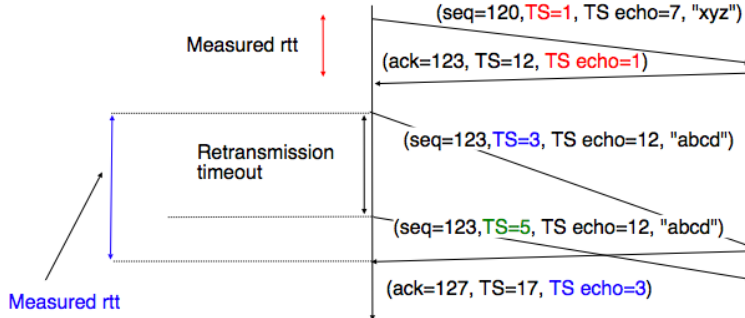 (seq=120,TS=1, TS echo=7, "xyz")
Measured rtt
(ack=123, TS=12, TS echo=1)
(seq=123,TS=3, TS echo=12, "abcd")
Retransmission
timeout
(seq=123,TS=5, TS echo=12, "abcd")
Measured rtt
(ack=127, TS=17, TS echo=3)